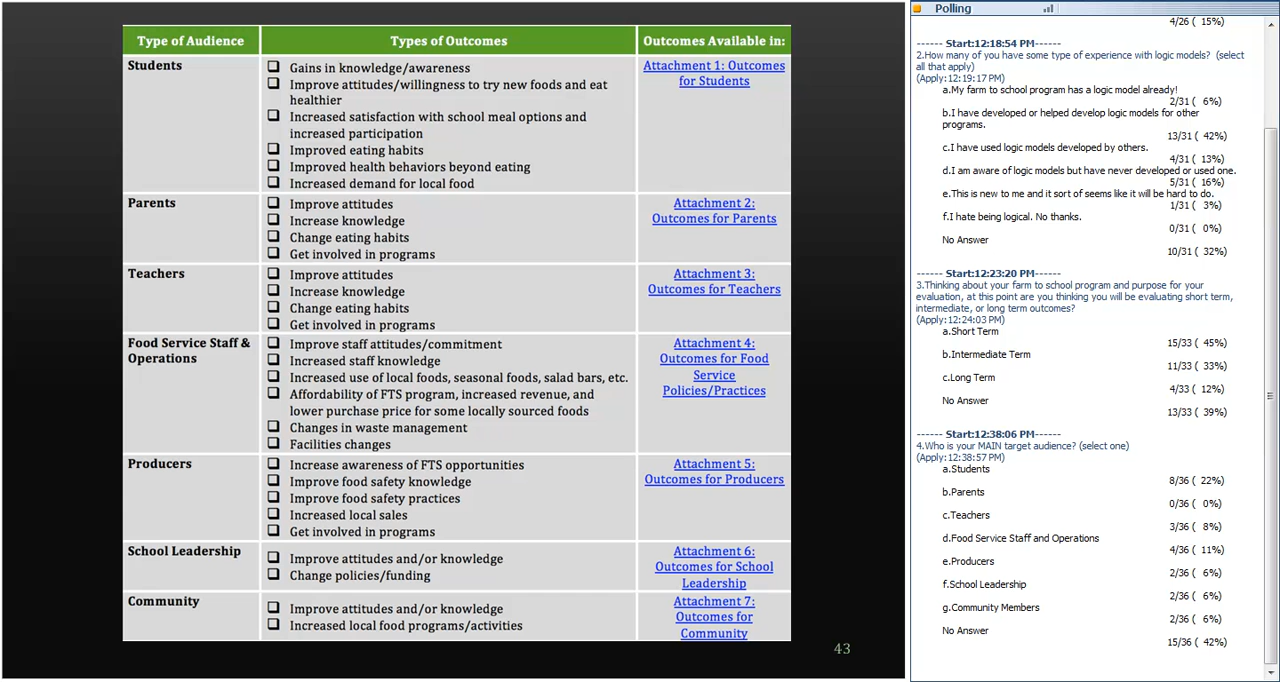 Type of Audience
Types of Outcomes
Outcomes Available in:
Students
Gains in knowledge/awareness
Improve attitudes/willingness to try new foods and eat
healthier
Increased satisfaction with school meal options and
increased participation
Improved eating habits
Improved health behaviors beyond eating
Increased demand for local food
Attachment 1: Outcomes
for Students
Parents
Improve attitudes
Increase knowledge
Change eating habits
Get involved in programs
Attachment 2:
Outcomes for Parents
Teachers
Improve attitudes
Increase knowledge
Change eating habits
Get involved in programs
Attachment 3:
Outcomes for Teachers
Food Service Staff &
Operations
Improve staff attitudes/commitment
Increased staff knowledge
Increased use of local foods, seasonal foods, salad bars, etc.
Affordability of FTS program, increased revenue, and
lower purchase price for some locally sourced foods
Changes in waste management
Facilities changes
Attachment 4:
Outcomes for Food
Service
Policies/Practices
Producers
Increase awareness of FTS opportunities
Improve food safety knowledge
Improve food safety practices
Increased local sales
Get involved in programs
Attachment 5:
Outcomes for Producers
School Leadership
Improve attitudes and/or knowledge
Change policies/funding
Attachment 6:
Outcomes for School
Leadership
Community
Improve attitudes and/or knowledge
Increased local food programs/activities
Attachment 7:
Outcomes for
Community
43
Polling
4/26 ( 15%)
------ Start:12:18:54 PM------
2.How many of you have some type of experience with logic models? (select
all that apply)
(Apply:12:19:17 PM)
a.My farm to school program has a logic model already!
2/31 ( 6%)
b.I have developed or helped develop logic models for other
programs.
13/31 ( 42%)
c.I have used logic models developed by others.
4/31 ( 13%)
d.I am aware of logic models but have never developed or used one.
5/31 ( 16%)
e.This is new to me and it sort of seems like it will be hard to do.
1/31 ( 3%)
f.I hate being logical. No thanks.
0/31 ( 0%)
No Answer
10/31 ( 32%)
------ Start:12:23:20 PM------
3.Thinking about your farm to school program and purpose for your
evaluation, at this point are you thinking you will be evaluating short term,
intermediate, or long term outcomes?
(Apply:12:24:03 PM)
a.Short Term
15/33 ( 45%)
b.Intermediate Term
11/33 ( 33%)
c.Long Term
4/33 ( 12%)
No Answer
13/33 ( 39%)
------ Start:12:38:06 PM------
4.Who is your MAIN target audience? (select one)
(Apply:12:38:57 PM)
a.Students
8/36 ( 22%)
b.Parents
0/36 ( 0%)
c.Teachers
3/36 ( 8%)
d.Food Service Staff and Operations
4/36 ( 11%)
e.Producers
2/36 ( 6%)
f.School Leadership
2/36 ( 6%)
g.Community Members
2/36 ( 6%)
No Answer
15/36 ( 42%)